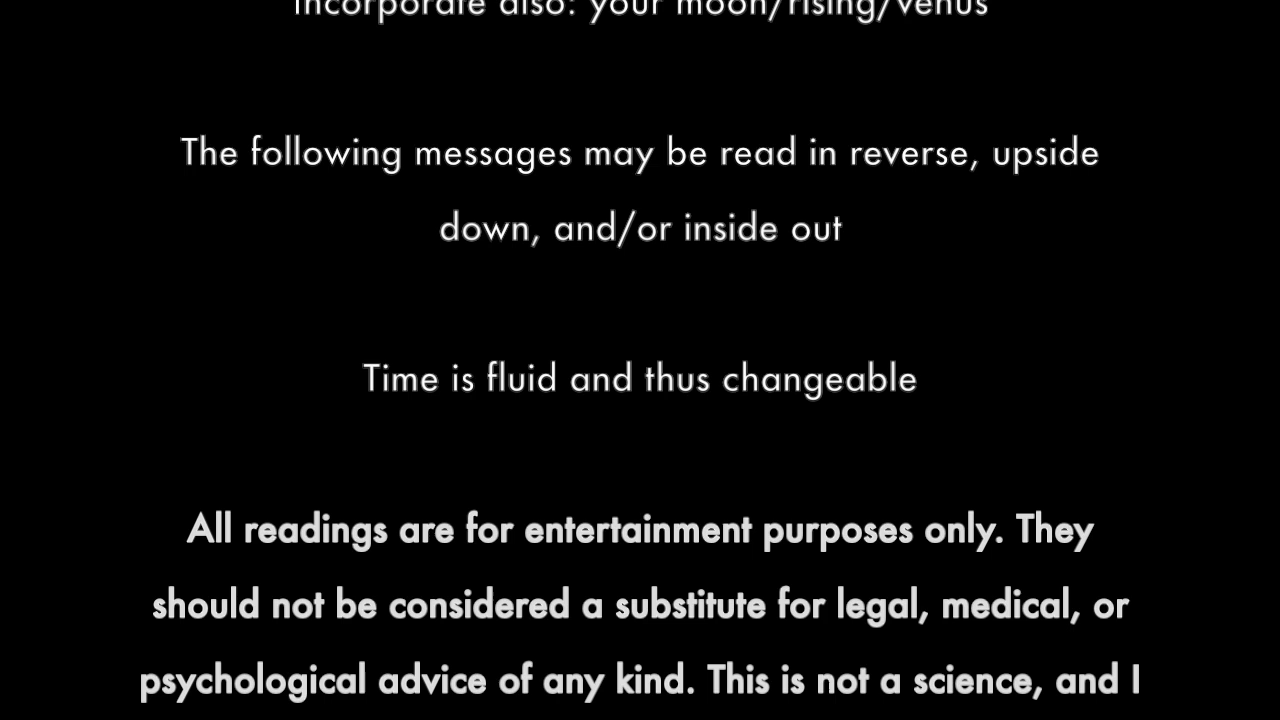 incorporate also: your moon/rising/venus
The following messages may be read in reverse, upside
down, and/or inside out
Time is fluid and thus changeable
All readings are for entertainment purposes only. They
should not be considered a substitute for legal, medical, or
psychological advice of any kind. This is not a science, and I